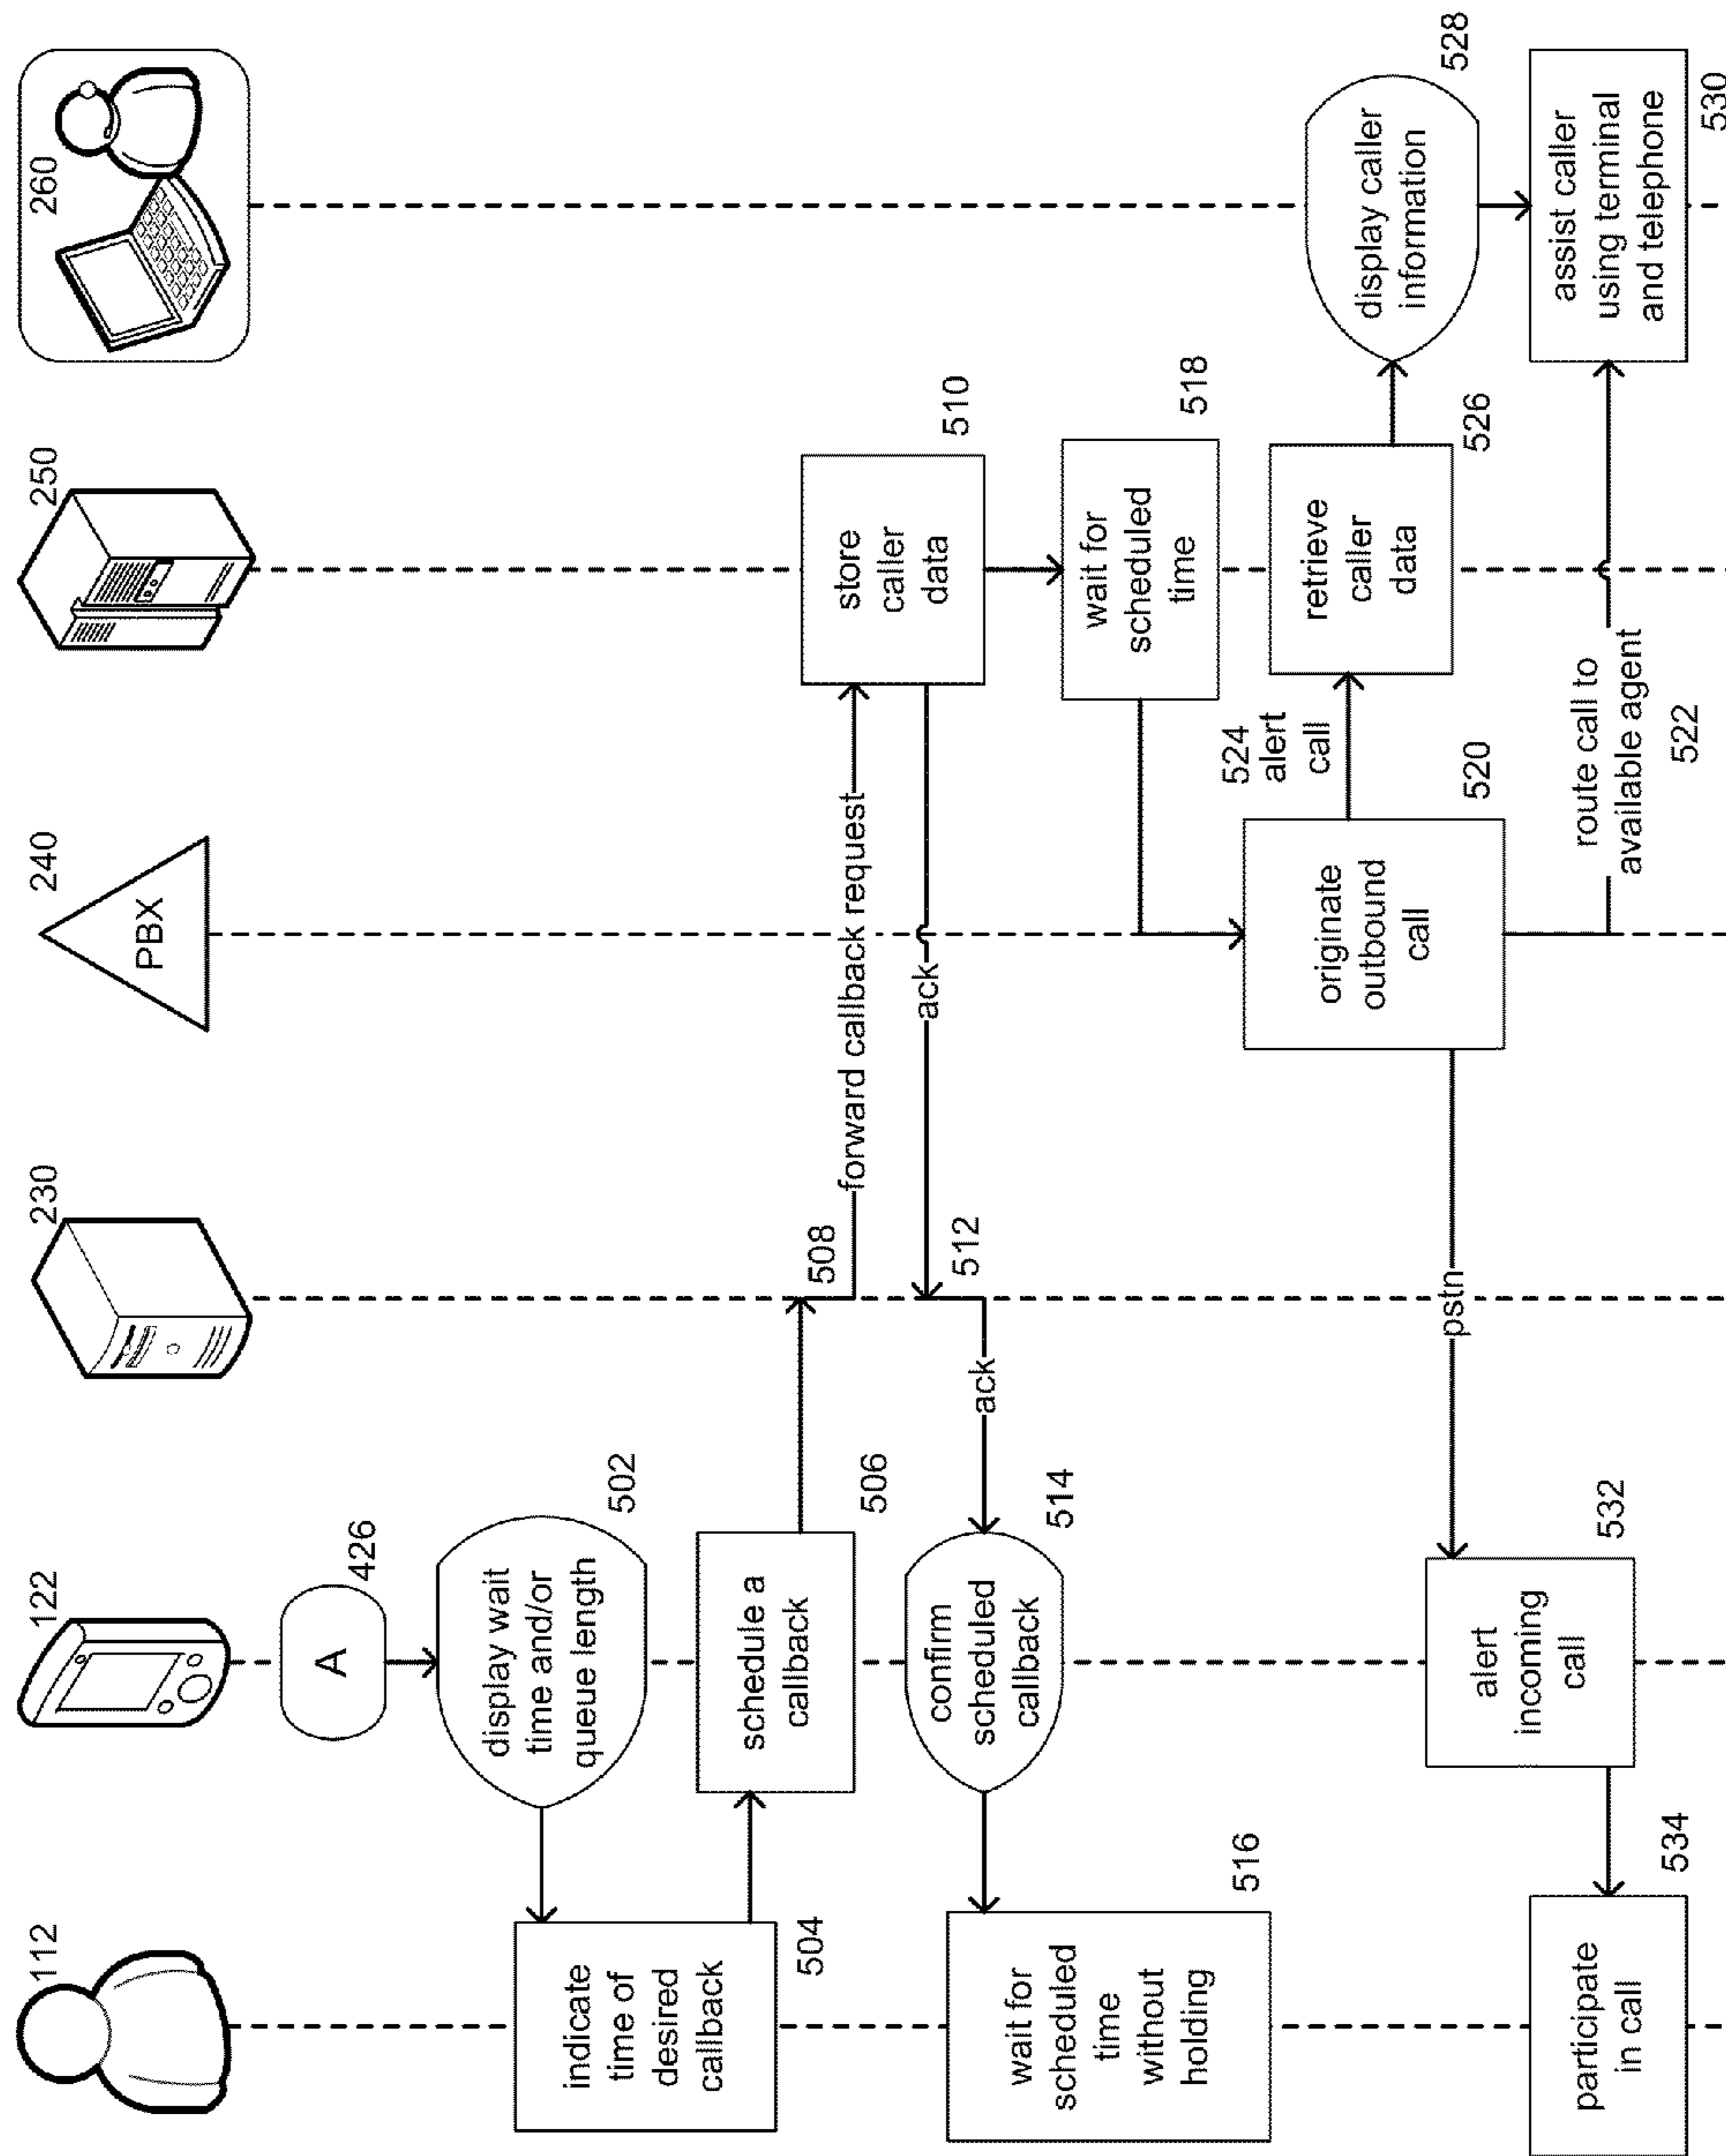 112
122
230
240
250
260
PBX
A
426
display wait
time and/or
queue length
502
indicate
time of
desired
callback
504
schedule a
callback
506
508
forward callback request
store
caller
data
510
ack
512
ack
confirm
scheduled
callback
514
wait for
scheduled
time
without
holding
516
wait for
scheduled
time
518
originate
outbound
call
520
524
alert
call
retrieve
caller
data
526
display caller
information
528
route call to
available agent
522
assist caller
using terminal
and telephone
530
pstn
alert
incoming
call
532
participate
in call
534